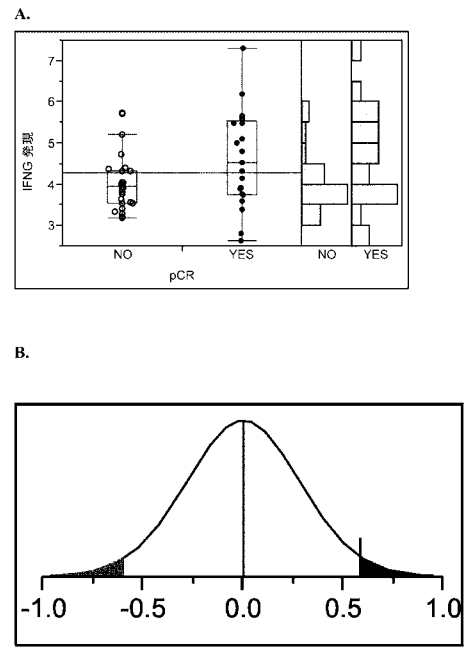 A.
IFNG 発現
7
6
5
4
3
NO YES NO YES
pCR
B.
-1.0 -0.5 0.0 0.5 1.0